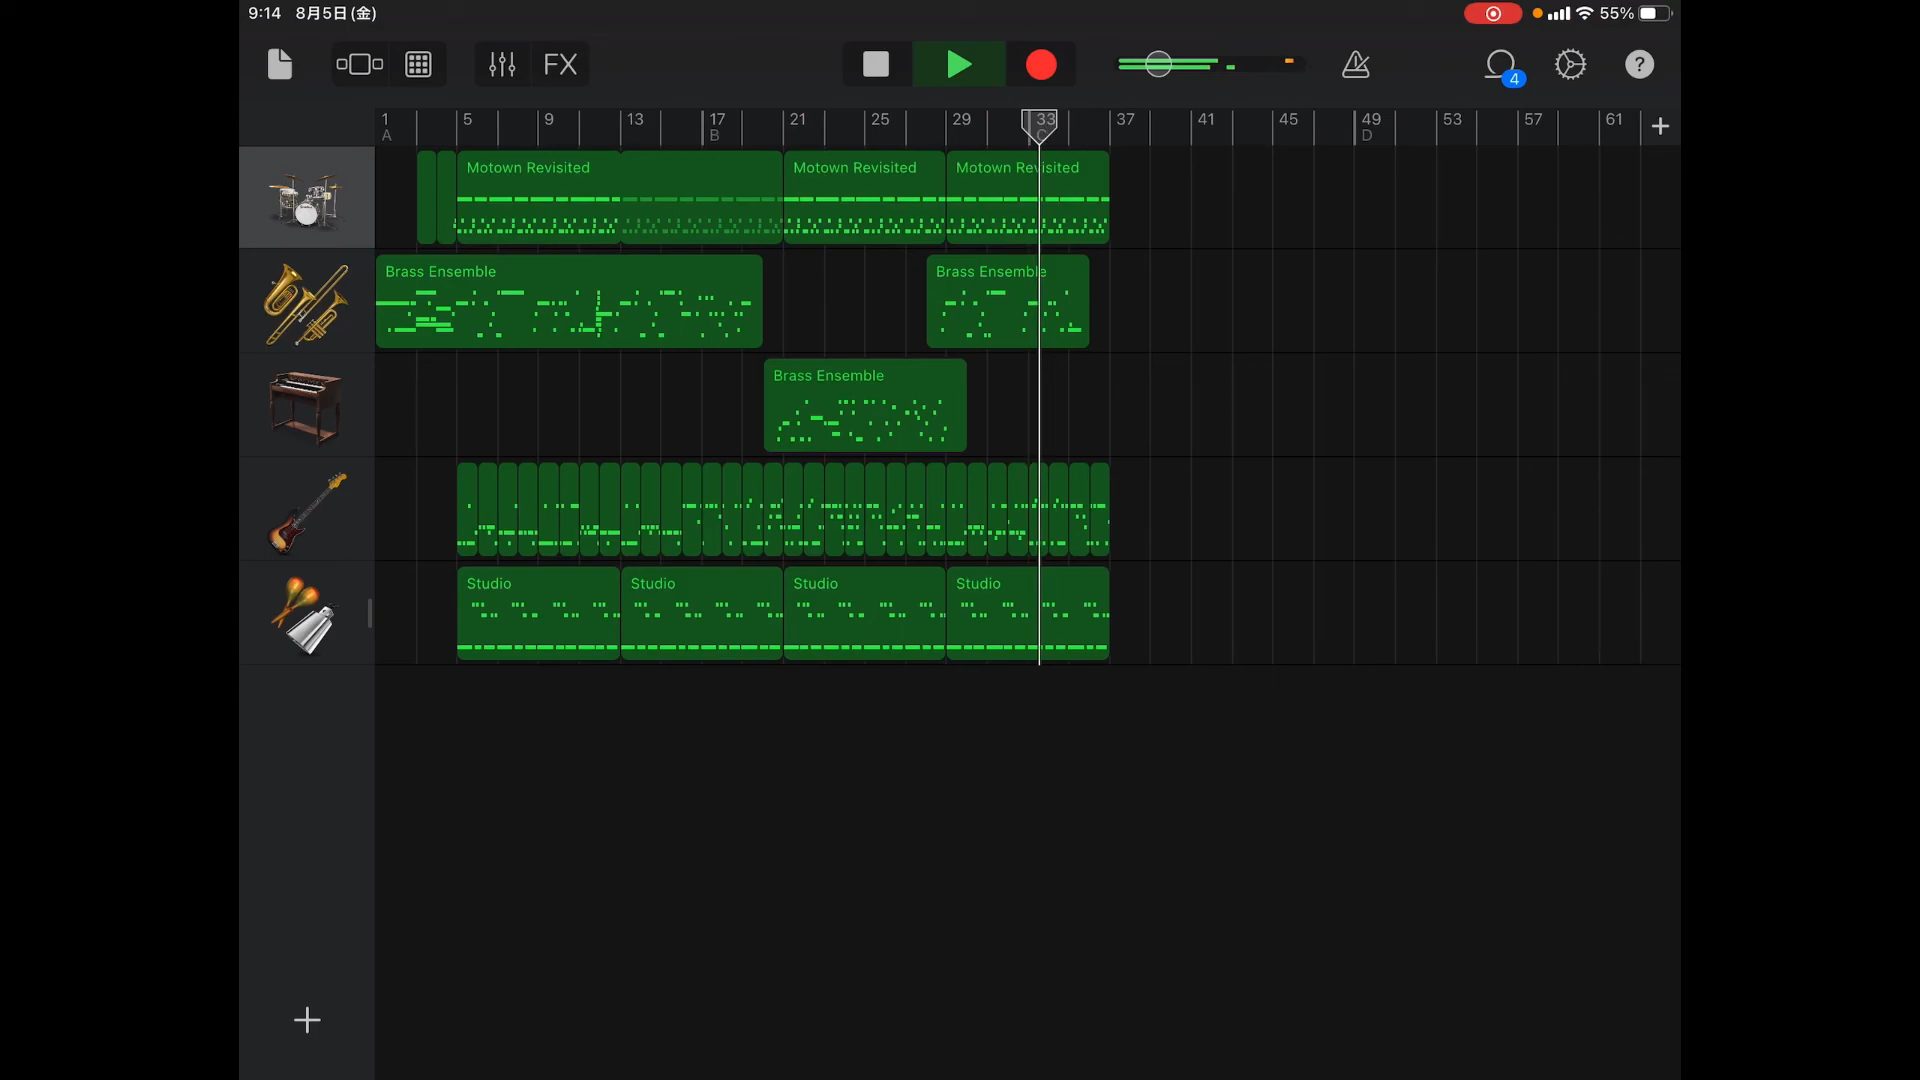 9:14 8月5日(金)
55%
FX
4
?
1 5 9 13 17 21 25 29 33 37 41 45 49 53 57 61
A B C D
Motown Revisited Motown Revisited Motown Revisited
Brass Ensemble Brass Ensemble
Brass Ensemble
Studio Studio Studio Studio